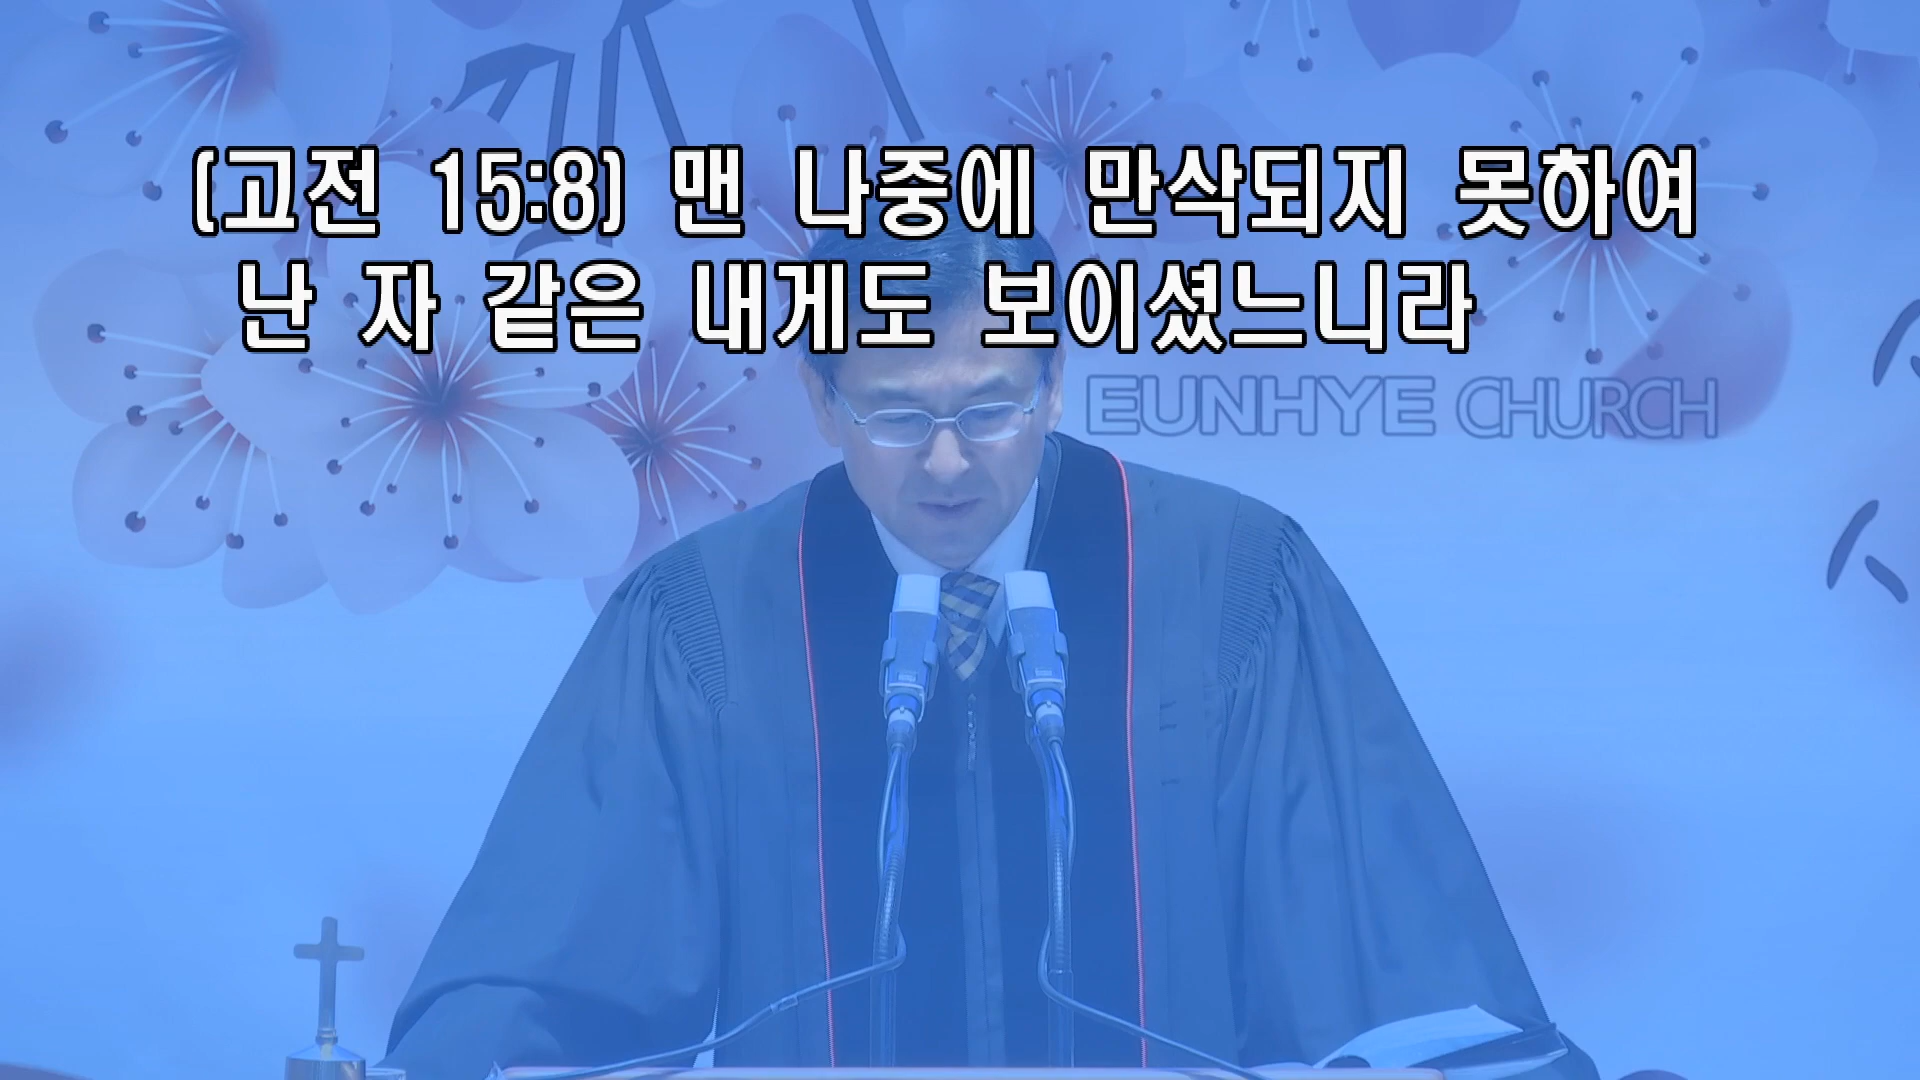 (고전 15:8) 맨 나중에 만삭되지 못하여
난 자 같은 내게도 보이셨느니라
EUNHYE CHURCH